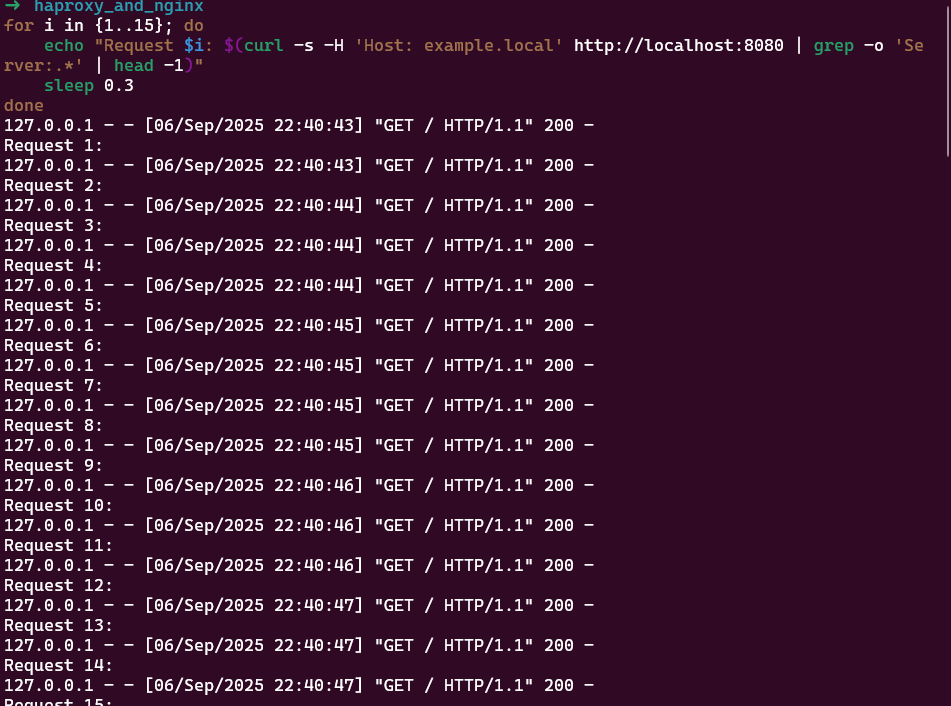 → haproxy_and_nginx
for i in {1..15}; do
    echo "Request $i: $(curl -s -H 'Host: example.local' http://localhost:8080 | grep -o 'Se
rver:.*' | head -1)"
    sleep 0.3
done
127.0.0.1 - - [06/Sep/2025 22:40:43] "GET / HTTP/1.1" 200 -
Request 1:
127.0.0.1 - - [06/Sep/2025 22:40:43] "GET / HTTP/1.1" 200 -
Request 2:
127.0.0.1 - - [06/Sep/2025 22:40:44] "GET / HTTP/1.1" 200 -
Request 3:
127.0.0.1 - - [06/Sep/2025 22:40:44] "GET / HTTP/1.1" 200 -
Request 4:
127.0.0.1 - - [06/Sep/2025 22:40:44] "GET / HTTP/1.1" 200 -
Request 5:
127.0.0.1 - - [06/Sep/2025 22:40:45] "GET / HTTP/1.1" 200 -
Request 6:
127.0.0.1 - - [06/Sep/2025 22:40:45] "GET / HTTP/1.1" 200 -
Request 7:
127.0.0.1 - - [06/Sep/2025 22:40:45] "GET / HTTP/1.1" 200 -
Request 8:
127.0.0.1 - - [06/Sep/2025 22:40:45] "GET / HTTP/1.1" 200 -
Request 9:
127.0.0.1 - - [06/Sep/2025 22:40:46] "GET / HTTP/1.1" 200 -
Request 10:
127.0.0.1 - - [06/Sep/2025 22:40:46] "GET / HTTP/1.1" 200 -
Request 11:
127.0.0.1 - - [06/Sep/2025 22:40:46] "GET / HTTP/1.1" 200 -
Request 12:
127.0.0.1 - - [06/Sep/2025 22:40:47] "GET / HTTP/1.1" 200 -
Request 13:
127.0.0.1 - - [06/Sep/2025 22:40:47] "GET / HTTP/1.1" 200 -
Request 14:
127.0.0.1 - - [06/Sep/2025 22:40:47] "GET / HTTP/1.1" 200 -
Request 15: